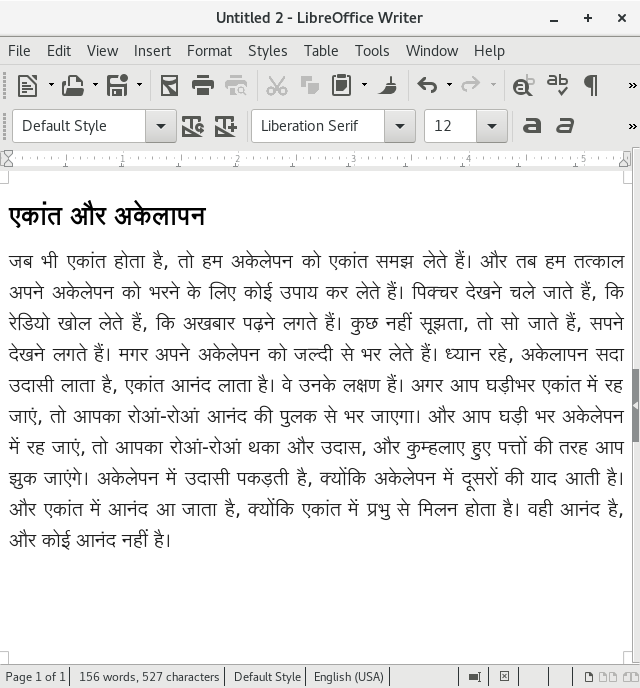 Untitled 2 - LibreOffice Writer
File Edit View Insert Format Styles Table Tools Window Help
Default Style Liberation Serif 12 a a
1 2 3 4 5
एकांत और अकेलापन
जब भी एकांत होता है, तो हम अकेलेपन को एकांत समझ लेते हैं। और तब हम तत्काल
अपने अकेलेपन को भरने के लिए कोई उपाय कर लेते हैं। पिक्चर देखने चले जाते हैं, कि
रेडियो खोल लेते हैं, कि अखबार पढ़ने लगते हैं। कुछ नहीं सूझता, तो सो जाते हैं, सपने
देखने लगते हैं। मगर अपने अकेलेपन को जल्दी से भर लेते हैं। ध्यान रहे, अकेलापन सदा
उदासी लाता है, एकांत आनंद लाता है। वे उनके लक्षण हैं। अगर आप घड़ीभर एकांत में रह
जाएं, तो आपका रोआं-रोआं आनंद की पुलक से भर जाएगा। और आप घड़ी भर अकेलेपन
में रह जाएं, तो आपका रोआं-रोआं थका और उदास, और कुम्हलाए हुए पत्तों की तरह आप
झुक जाएंगे। अकेलेपन में उदासी पकड़ती है, क्योंकि अकेलेपन में दूसरों की याद आती है।
और एकांत में आनंद आ जाता है, क्योंकि एकांत में प्रभु से मिलन होता है। वही आनंद है,
और कोई आनंद नहीं है।
Page 1 of 1 156 words, 527 characters Default Style English (USA)